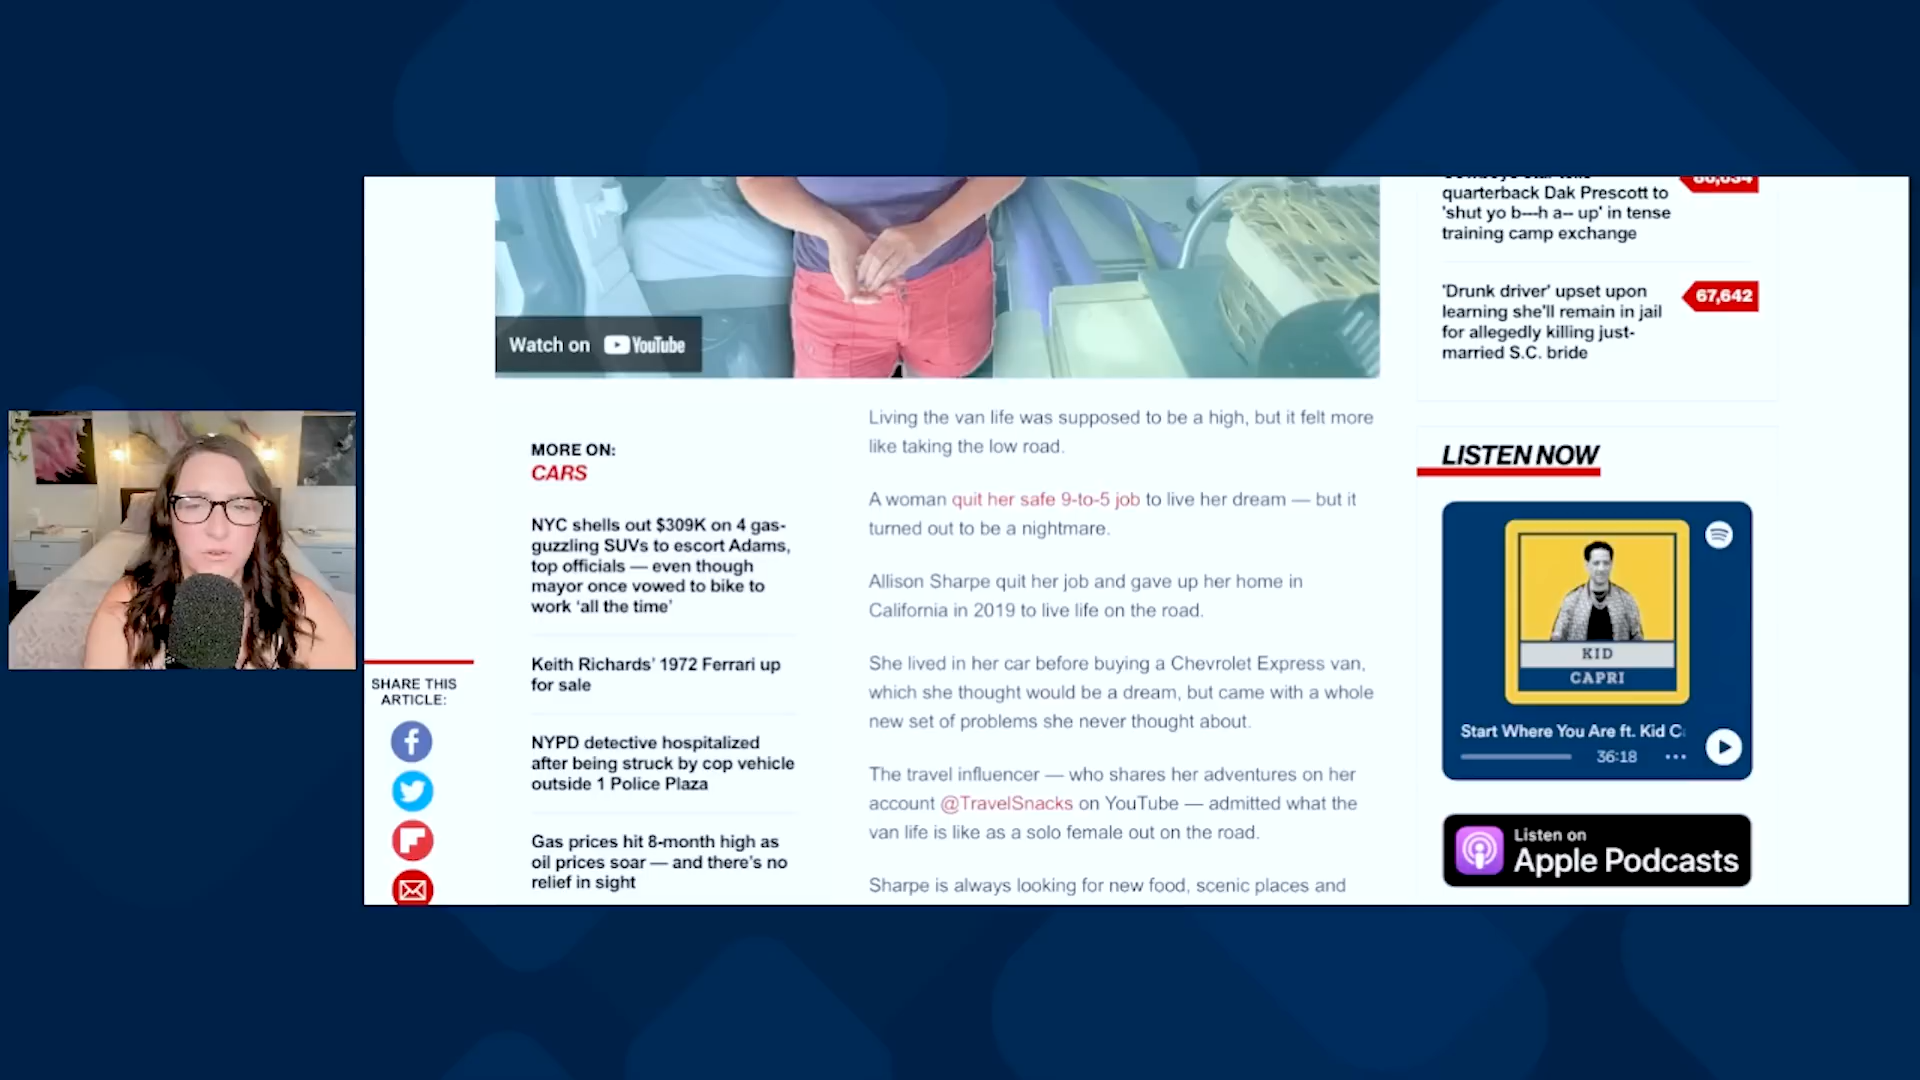 Watch on YouTube
SHARE THIS
ARTICLE:
MORE ON:
CARS
NYC shells out $309K on 4 gas-
guzzling SUVs to escort Adams,
top officials — even though
mayor once vowed to bike to
work ‘all the time’
Keith Richards’ 1972 Ferrari up
for sale
NYPD detective hospitalized
after being struck by cop vehicle
outside 1 Police Plaza
Gas prices hit 8-month high as
oil prices soar — and there’s no
relief in sight
Living the van life was supposed to be a high, but it felt more
like taking the low road.
A woman quit her safe 9-to-5 job to live her dream — but it
turned out to be a nightmare.
Allison Sharpe quit her job and gave up her home in
California in 2019 to live life on the road.
She lived in her car before buying a Chevrolet Express van,
which she thought would be a dream, but came with a whole
new set of problems she never thought about.
The travel influencer — who shares her adventures on her
account @TravelSnacks on YouTube — admitted what the
van life is like as a solo female out on the road.
Sharpe is always looking for new food, scenic places and
quarterback Dak Prescott to
'shut yo b---h a-- up' in tense
training camp exchange
'Drunk driver' upset upon
learning she'll remain in jail
for allegedly killing just-
married S.C. bride
67,642
LISTEN NOW
KID
CAPRI
Start Where You Are ft. Kid C
36:18
Listen on
Apple Podcasts